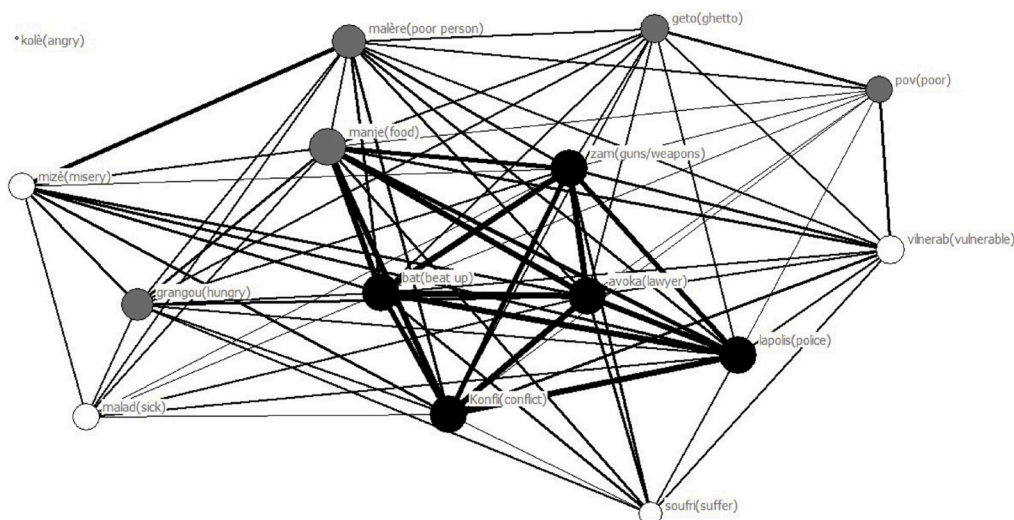 geto(ghetto)
malère(poor person)
kolè(angry)
pov(poor)
manje(food)
zam(guns/weapons)
mizè(misery)
vilnerab(vulnerable)
bat(beat up)
avoka(lawyer)
grangou(hungry)
lapolis(police)
Konfli(conflict)
malad(sick)
soufri(suffer)